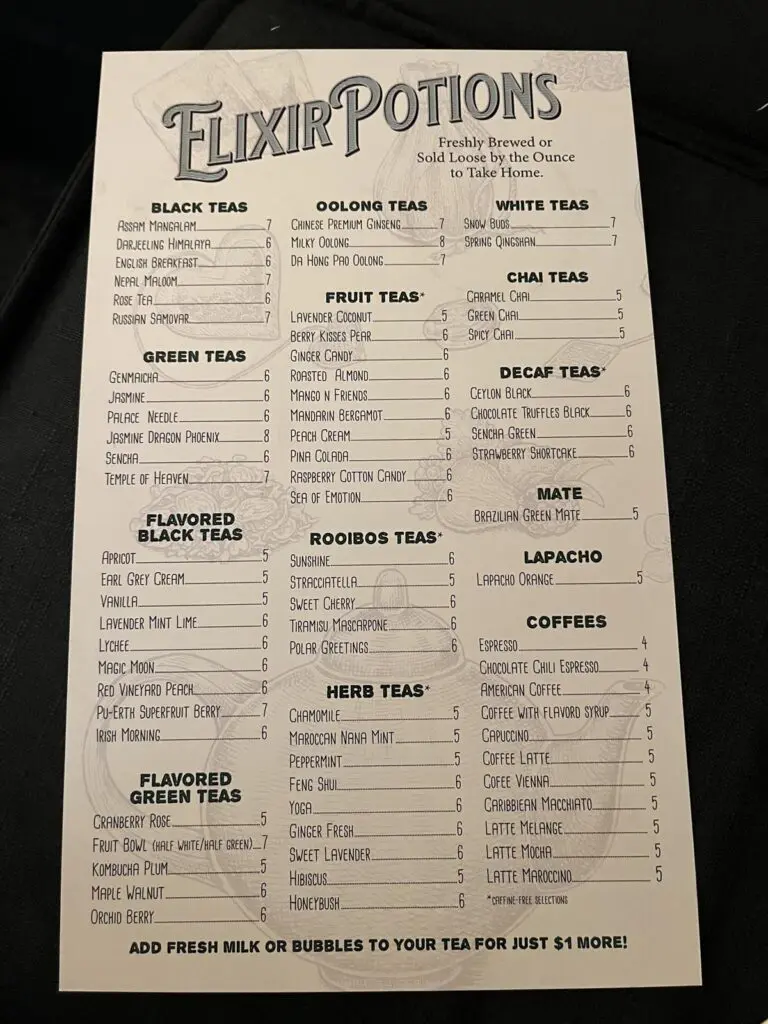 Elixir Potions
Freshly Brewed or
Sold Loose by the Ounce
to Take Home.
BLACK TEAS
Assam Mangalam 7
Darjeeling Himalaya 6
English Breakfast 6
Nepal Maloom 7
Rose Tea 6
Russian Samovar 7
GREEN TEAS
Genmaicha 6
Jasmine 6
Palace Needle 6
Jasmine Dragon Phoenix 8
Sencha 6
Temple of Heaven 7
FLAVORED
BLACK TEAS
Apricot 5
Earl Grey Cream 5
Vanilla 5
Lavender Mint Lime 6
Lychee 6
Magic Moon 6
Red Vineyard Peach 6
Pu-Erth Superfruit Berry 7
Irish Morning 6
FLAVORED
GREEN TEAS
Cranberry Rose 5
Fruit Bowl (half white/half green) 7
Kombucha Plum 5
Maple Walnut 6
Orchid Berry 6
OOLONG TEAS
Chinese Premium Ginseng 7
Milky Oolong 8
Da Hong Pao Oolong 7
FRUIT TEAS*
Lavender Coconut 5
Berry Kisses Pear 6
Ginger Candy 6
Roasted Almond 6
Mango N Friends 6
Mandarin Bergamot 6
Peach Cream 5
Pina Colada 6
Raspberry Cotton Candy 6
Sea of Emotion 6
ROOIBOS TEAS*
Sunshine 6
Stracciatella 5
Sweet Cherry 6
Tiramisu Mascarpone 6
Polar Greetings 6
HERB TEAS*
Chamomile 5
Maroccan Nana Mint 5
Peppermint 5
Feng Shui 6
Yoga 6
Ginger Fresh 6
Sweet Lavender 6
Hibiscus 5
Honeybush 6
WHITE TEAS
Snow Buds 7
Spring Qingshan 7
CHAI TEAS
Caramel Chai 5
Green Chai 5
Spicy Chai 5
DECAF TEAS*
Ceylon Black 6
Chocolate Truffles Black 6
Sencha Green 6
Strawberry Shortcake 6
MATE
Brazilian Green Mate 5
LAPACHO
Lapacho Orange 5
COFFEES
Espresso 4
Chocolate Chili Espresso 4
American Coffee 4
Coffee with flavord syrup 5
Capuccino 5
Coffee Latte 5
Cofee Vienna 5
Caribbiean Macchiato 5
Latte Melange 5
Latte Mocha 5
Latte Maroccino 5
*caffine-free selections
ADD FRESH MILK OR BUBBLES TO YOUR TEA FOR JUST $1 MORE!